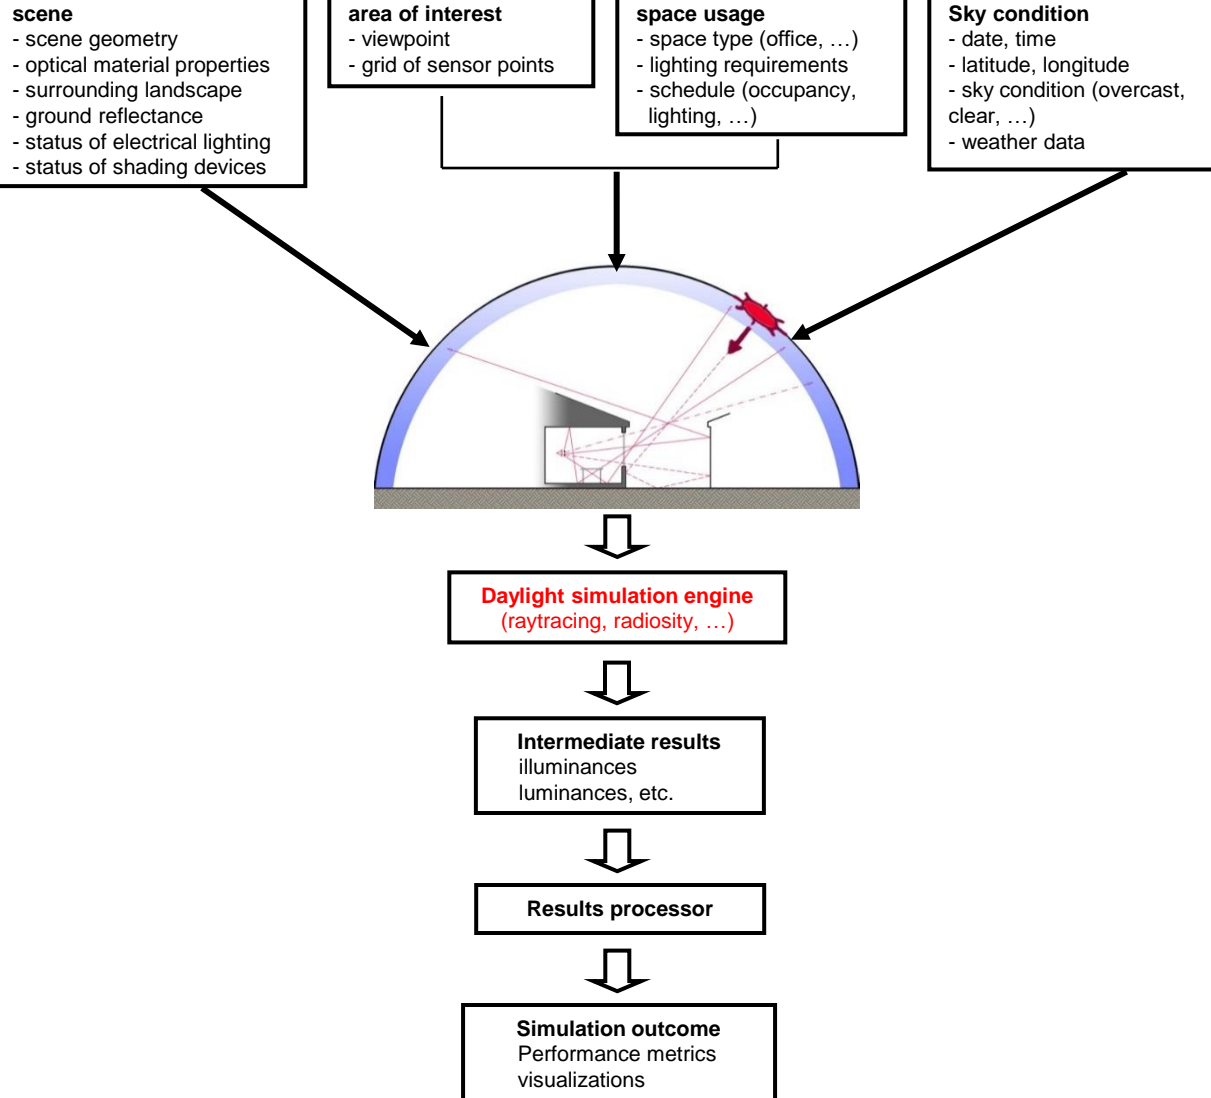 scene
- scene geometry
- optical material properties
- surrounding landscape
- ground reflectance
- status of electrical lighting
- status of shading devices
area of interest
- viewpoint
- grid of sensor points
space usage
- space type (office, …)
- lighting requirements
- schedule (occupancy,
lighting, …)
Sky condition
- date, time
- latitude, longitude
- sky condition (overcast,
clear, …)
- weather data
Daylight simulation engine
(raytracing, radiosity, …)
Intermediate results
illuminances
luminances, etc.
Results processor
Simulation outcome
Performance metrics
visualizations